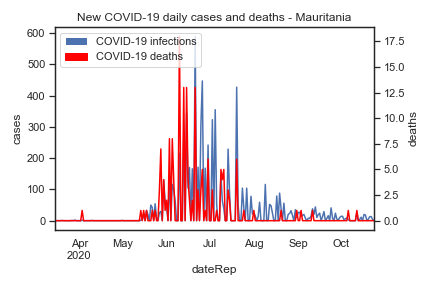 New COVID-19 daily cases and deaths - Mauritania
COVID-19 infections
COVID-19 deaths
600
500
400
300
200
100
0
cases
17.5
15.0
12.5
10.0
7.5
5.0
2.5
0.0
deaths
Apr May Jun Jul Aug Sep Oct
2020
dateRep